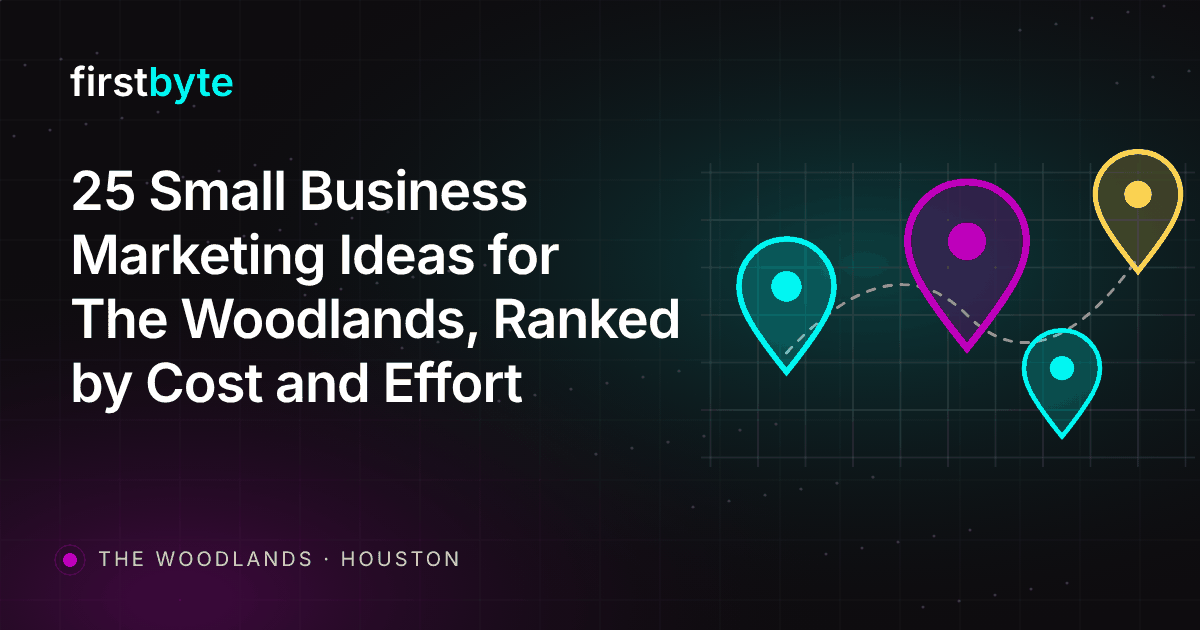 firstbyte
25 Small Business
Marketing Ideas for
The Woodlands, Ranked
by Cost and Effort
THE WOODLANDS · HOUSTON